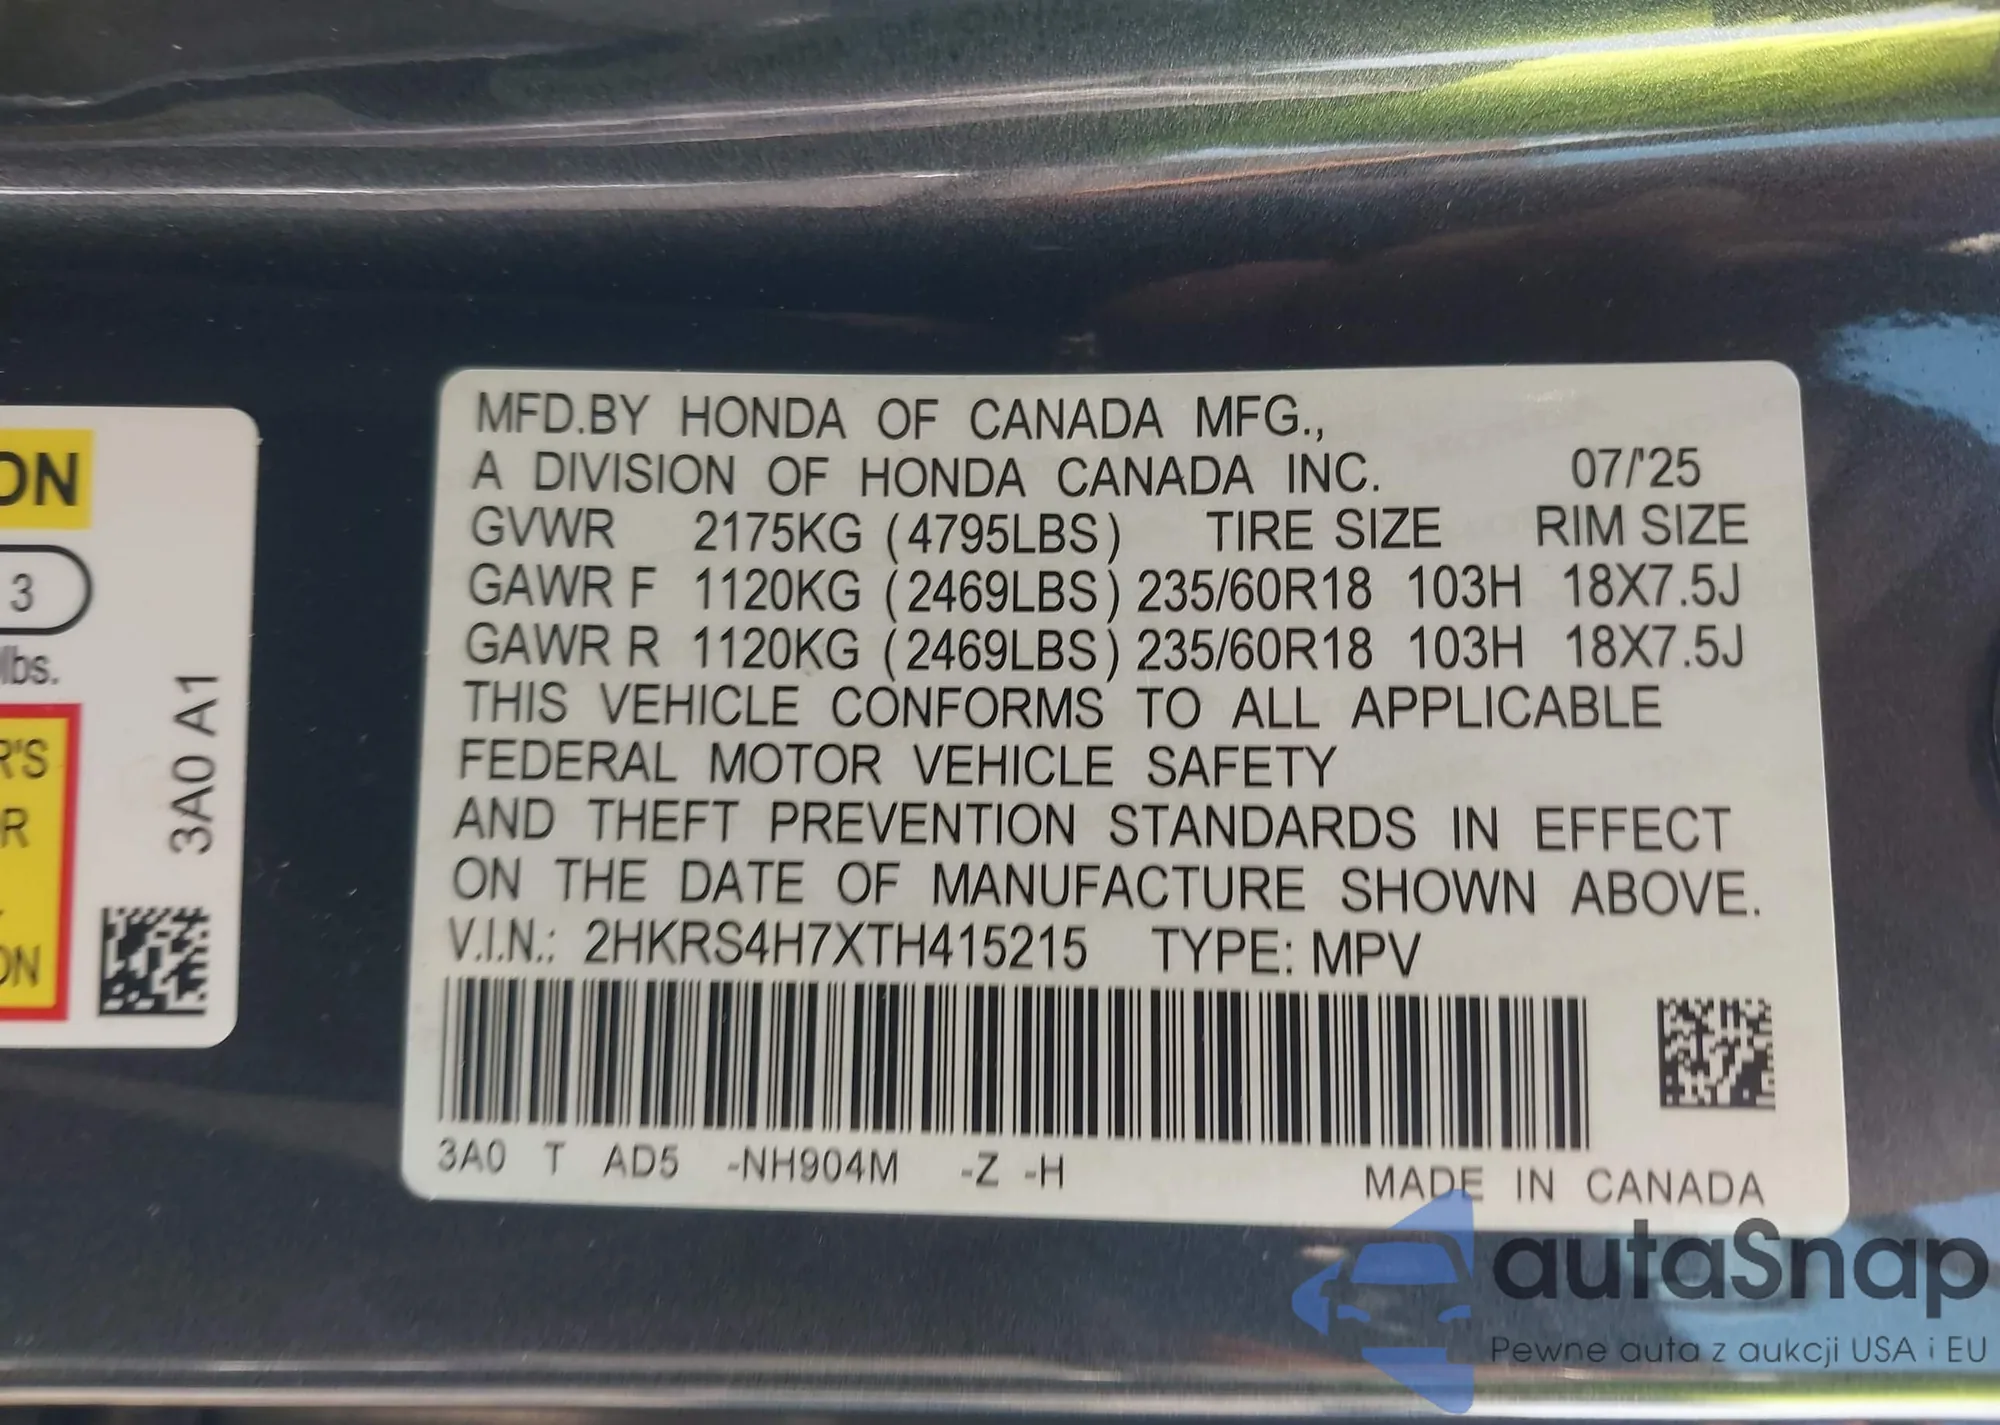 MFD.BY HONDA OF CANADA MFG.,
A DIVISION OF HONDA CANADA INC. 07/'25
GVWR 2175KG (4795LBS) TIRE SIZE RIM SIZE
GAWR F 1120KG (2469LBS) 235/60R18 103H 18X7.5J
GAWR R 1120KG (2469LBS) 235/60R18 103H 18X7.5J
THIS VEHICLE CONFORMS TO ALL APPLICABLE
FEDERAL MOTOR VEHICLE SAFETY
AND THEFT PREVENTION STANDARDS IN EFFECT
ON THE DATE OF MANUFACTURE SHOWN ABOVE.
V.I.N.: 2HKRS4H7XTH415215 TYPE: MPV
3A0 T AD5 -NH904M -Z -H
MADE IN CANADA
ON
3
lbs.
R'S
R
ON
3A0 A1
autaSnap
Pewne auta z aukcji USA i EU